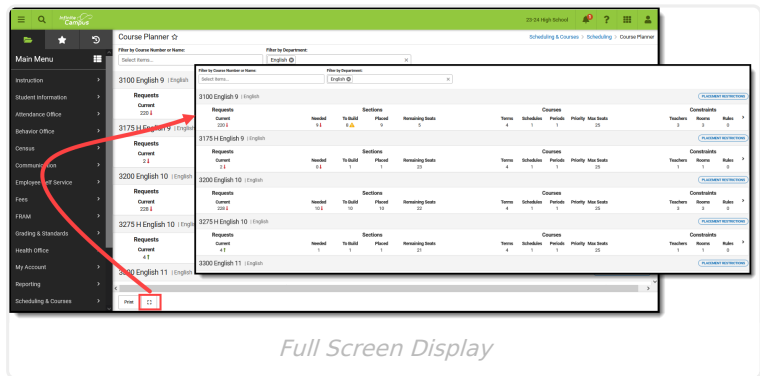 Infinite Campus
23-24 High School
Course Planner
Scheduling & Courses > Scheduling > Course Planner
Main Menu
Instruction
Student Information
Attendance Office
Behavior Office
Census
Communication
Employee Self Service
Fees
FRAM
Grading & Standards
Health Office
My Account
Reporting
Scheduling & Courses
Filter by Course Number or Name: Filter by Department:
Select items... English
3100 English 9 | English
Requests
Current
220
3175 H English 9 | English
Requests
Current
2
3200 English 10 | English
Requests
Current
228
3275 H English 10 | English
Requests
Current
4
3300 English 11 | English
Print
Filter by Course Number or Name: Filter by Department:
Select items... English
3100 English 9 | English PLACEMENT RESTRICTIONS
Requests Sections Courses Constraints
Current Needed To Build Placed Remaining Seats Terms Schedules Periods Priority Max Seats Teachers Rooms Rules
220 9 8 9 5 4 1 1 25 3 3 0
3175 H English 9 | English PLACEMENT RESTRICTIONS
Requests Sections Courses Constraints
Current Needed To Build Placed Remaining Seats Terms Schedules Periods Priority Max Seats Teachers Rooms Rules
2 0 1 1 23 4 1 1 25 1 1 0
3200 English 10 | English PLACEMENT RESTRICTIONS
Requests Sections Courses Constraints
Current Needed To Build Placed Remaining Seats Terms Schedules Periods Priority Max Seats Teachers Rooms Rules
228 10 10 10 22 4 1 1 25 3 3 0
3275 H English 10 | English PLACEMENT RESTRICTIONS
Requests Sections Courses Constraints
Current Needed To Build Placed Remaining Seats Terms Schedules Periods Priority Max Seats Teachers Rooms Rules
4 1 1 1 21 4 1 1 25 1 1 0
3300 English 11 | English PLACEMENT RESTRICTIONS
Full Screen Display